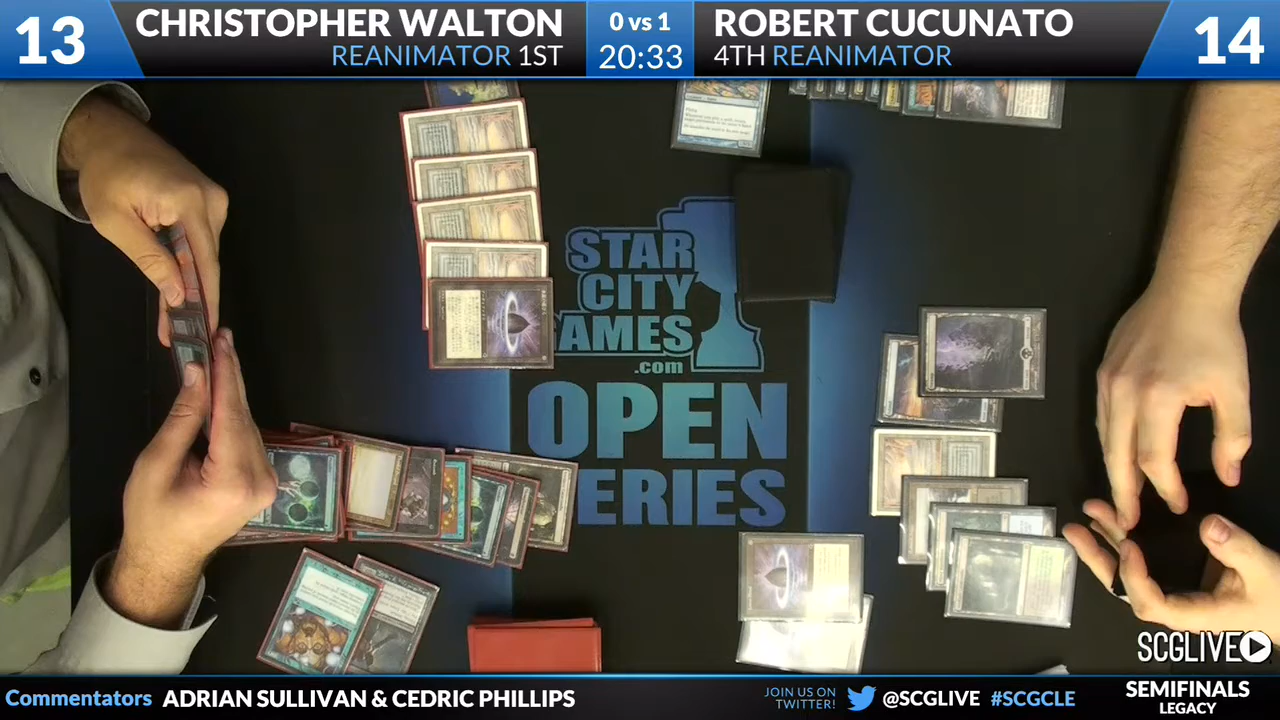 13
CHRISTOPHER WALTON
REANIMATOR 1ST
0 vs 1
20:33
ROBERT CUCUNATO
4TH REANIMATOR
14
STAR
CITY
GAMES
.com
OPEN
SERIES
SCGLIVE
Commentators ADRIAN SULLIVAN & CEDRIC PHILLIPS
JOIN US ON
TWITTER!
@SCGLIVE #SCGCLE
SEMIFINALS
LEGACY